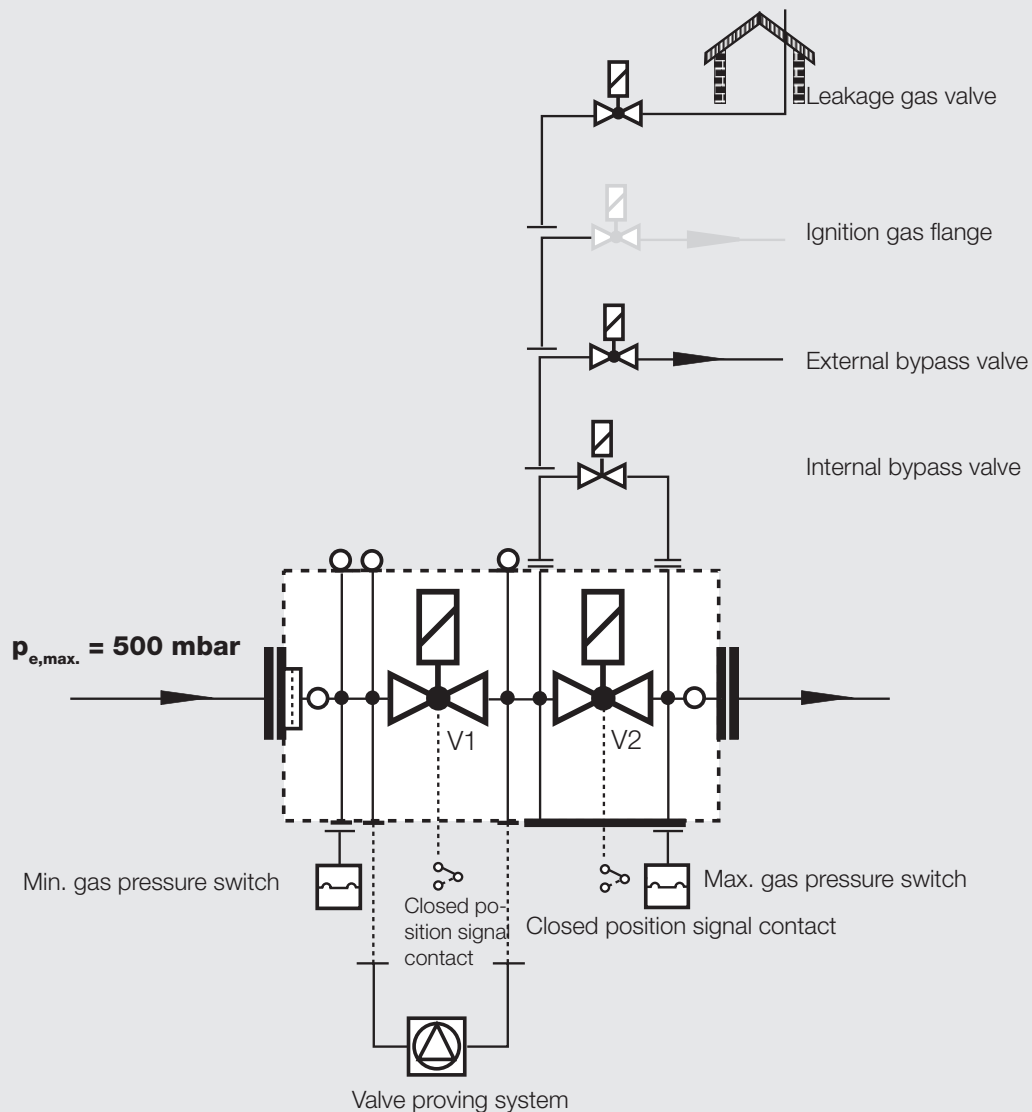 Leakage gas valve
Ignition gas flange
External bypass valve
Internal bypass valve
pe,max. = 500 mbar
V1
V2
Min. gas pressure switch
Max. gas pressure switch
Closed po-
sition signal
contact
Closed position signal contact
Valve proving system